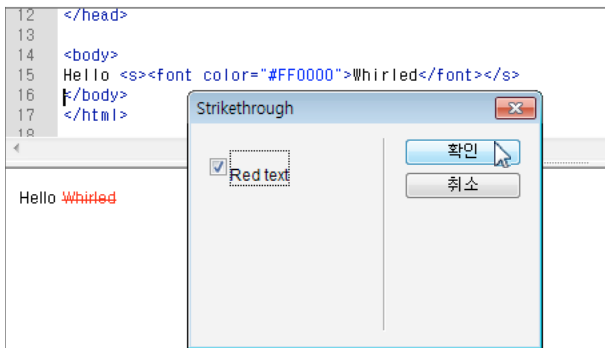 12 </head>
13
14 <body>
15 Hello <s><font color="#FF0000">Whirled</font></s>
16 </body>
17 </html>
18
Strikethrough
Red text
확인
취소
Hello Whirled